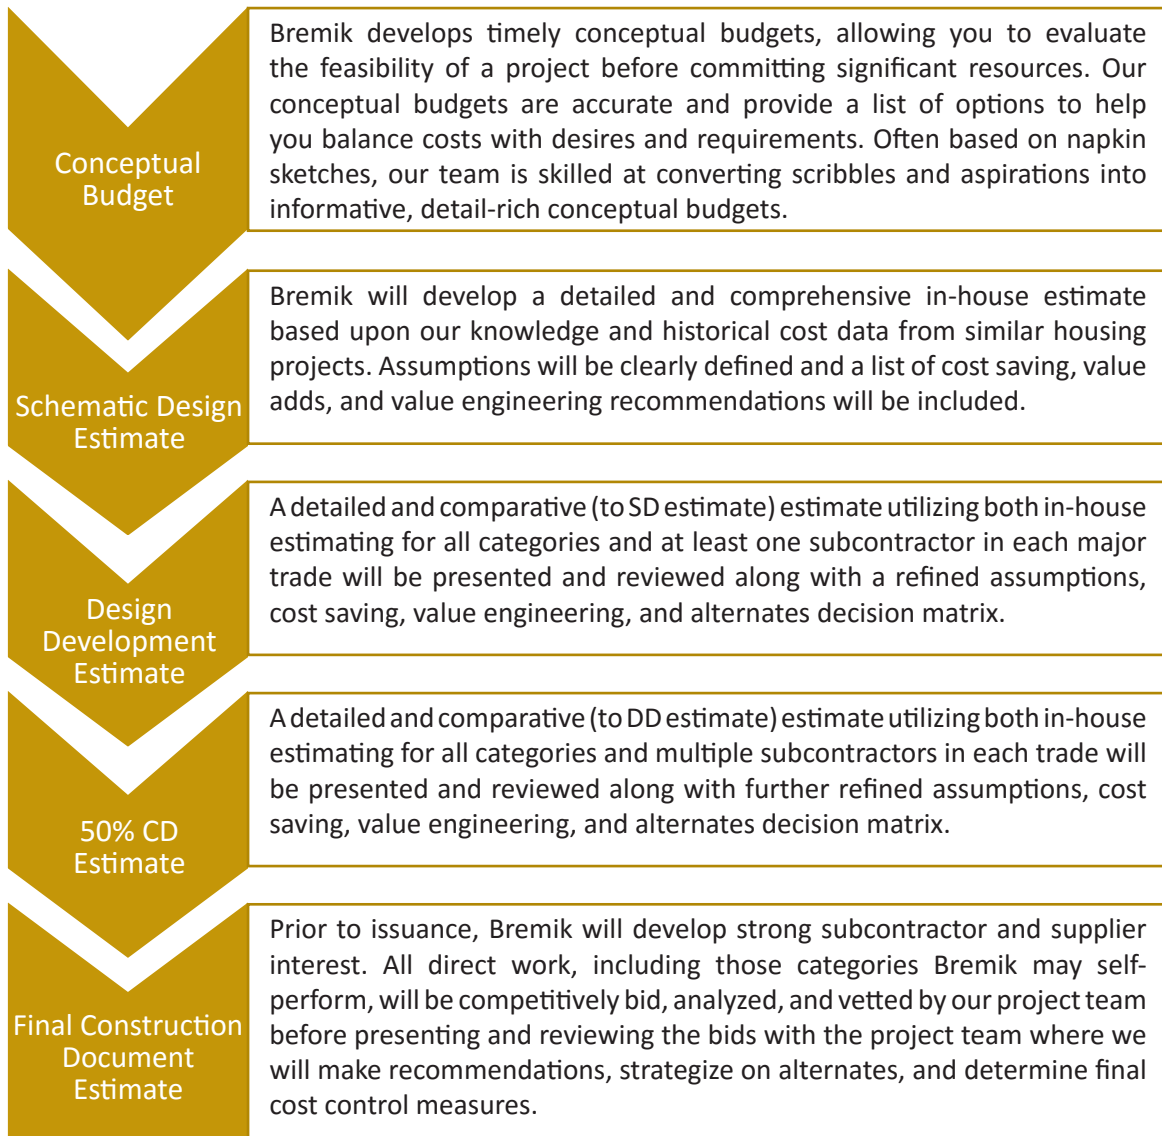 Conceptual
Budget
Bremik develops timely conceptual budgets, allowing you to evaluate
the feasibility of a project before committing significant resources. Our
conceptual budgets are accurate and provide a list of options to help
you balance costs with desires and requirements. Often based on napkin
sketches, our team is skilled at converting scribbles and aspirations into
informative, detail-rich conceptual budgets.
Schematic Design
Estimate
Bremik will develop a detailed and comprehensive in-house estimate
based upon our knowledge and historical cost data from similar housing
projects. Assumptions will be clearly defined and a list of cost saving, value
adds, and value engineering recommendations will be included.
Design
Development
Estimate
A detailed and comparative (to SD estimate) estimate utilizing both in-house
estimating for all categories and at least one subcontractor in each major
trade will be presented and reviewed along with a refined assumptions,
cost saving, value engineering, and alternates decision matrix.
50% CD
Estimate
A detailed and comparative (to DD estimate) estimate utilizing both in-house
estimating for all categories and multiple subcontractors in each trade will
be presented and reviewed along with further refined assumptions, cost
saving, value engineering, and alternates decision matrix.
Final Construction
Document
Estimate
Prior to issuance, Bremik will develop strong subcontractor and supplier
interest. All direct work, including those categories Bremik may self-
perform, will be competitively bid, analyzed, and vetted by our project team
before presenting and reviewing the bids with the project team where we
will make recommendations, strategize on alternates, and determine final
cost control measures.